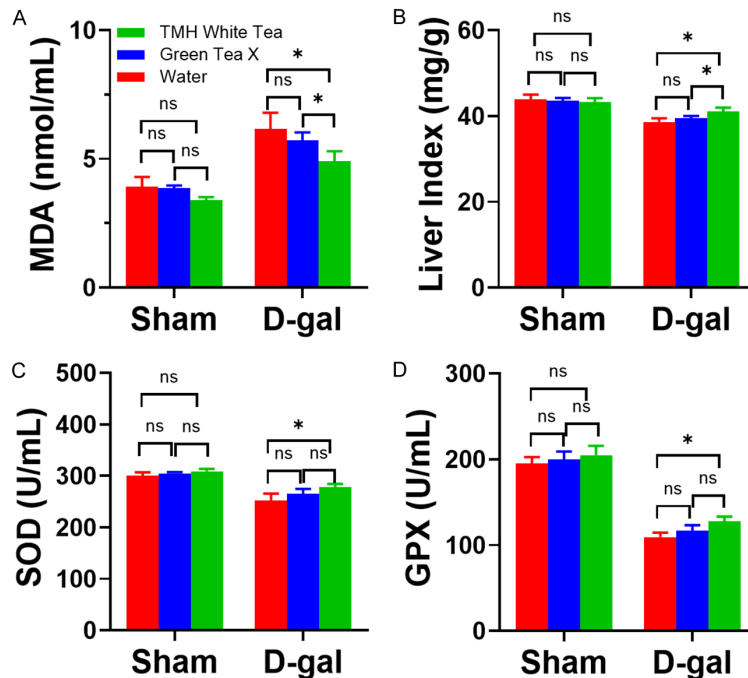 A
TMH White Tea
Green Tea X
Water
MDA (nmol/mL)
10
5
0
ns
ns
ns
*
ns
*
Sham
D-gal
B
Liver Index (mg/g)
60
40
20
0
ns
ns
ns
*
ns
*
Sham
D-gal
C
SOD (U/mL)
500
400
300
200
100
0
ns
ns
ns
*
ns
ns
Sham
D-gal
D
GPX (U/mL)
300
200
100
0
ns
ns
ns
*
ns
ns
Sham
D-gal